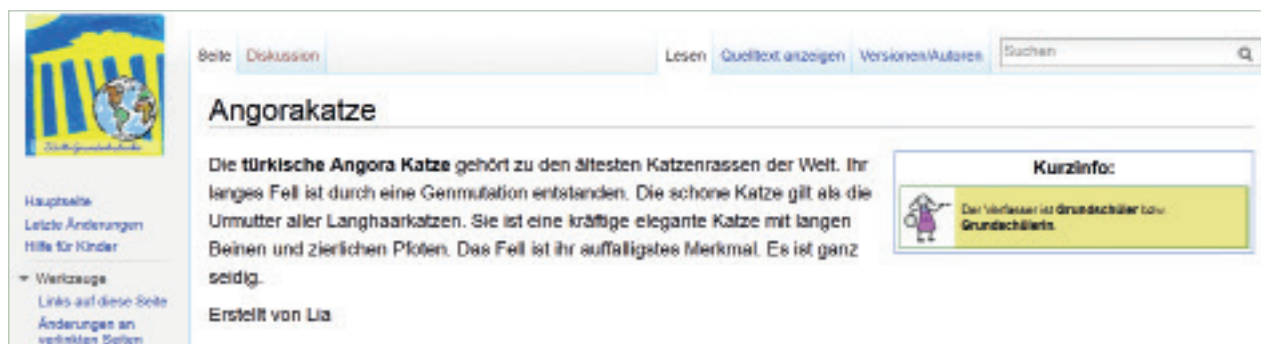 Seite Diskussion Lesen Quelltext anzeigen Versionen/Autoren Suchen
Angorakatze
Die türkische Angora Katze gehört zu den ältesten Katzenrassen der Welt. Ihr
langes Fell ist durch eine Genmutation entstanden. Die schöne Katze gilt als die
Urmutter aller Langhaarkatzen. Sie ist eine kräftige elegante Katze mit langen
Beinen und zierlichen Pfoten. Das Fell ist ihr auffälligstes Merkmal. Es ist ganz
seidig.
Erstellt von Lia
Kurzinfo:
Der Verfasser ist Grundschüler bzw.
Grundschülerin.
Hauptseite
Letzte Änderungen
Hilfe für Kinder
Werkzeuge
Links auf diese Seite
Änderungen an
verlinkten Seiten